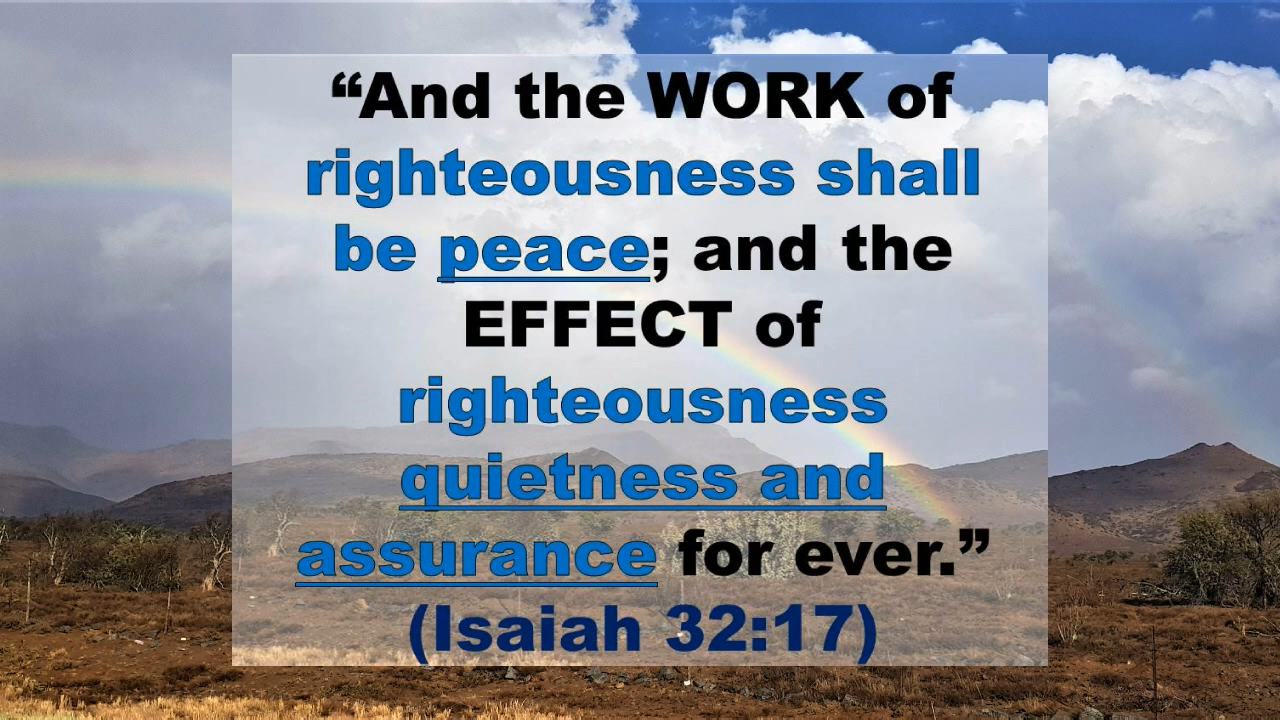 “And the WORK of
righteousness shall
be peace; and the
EFFECT of
righteousness
quietness and
assurance for ever.”
(Isaiah 32:17)